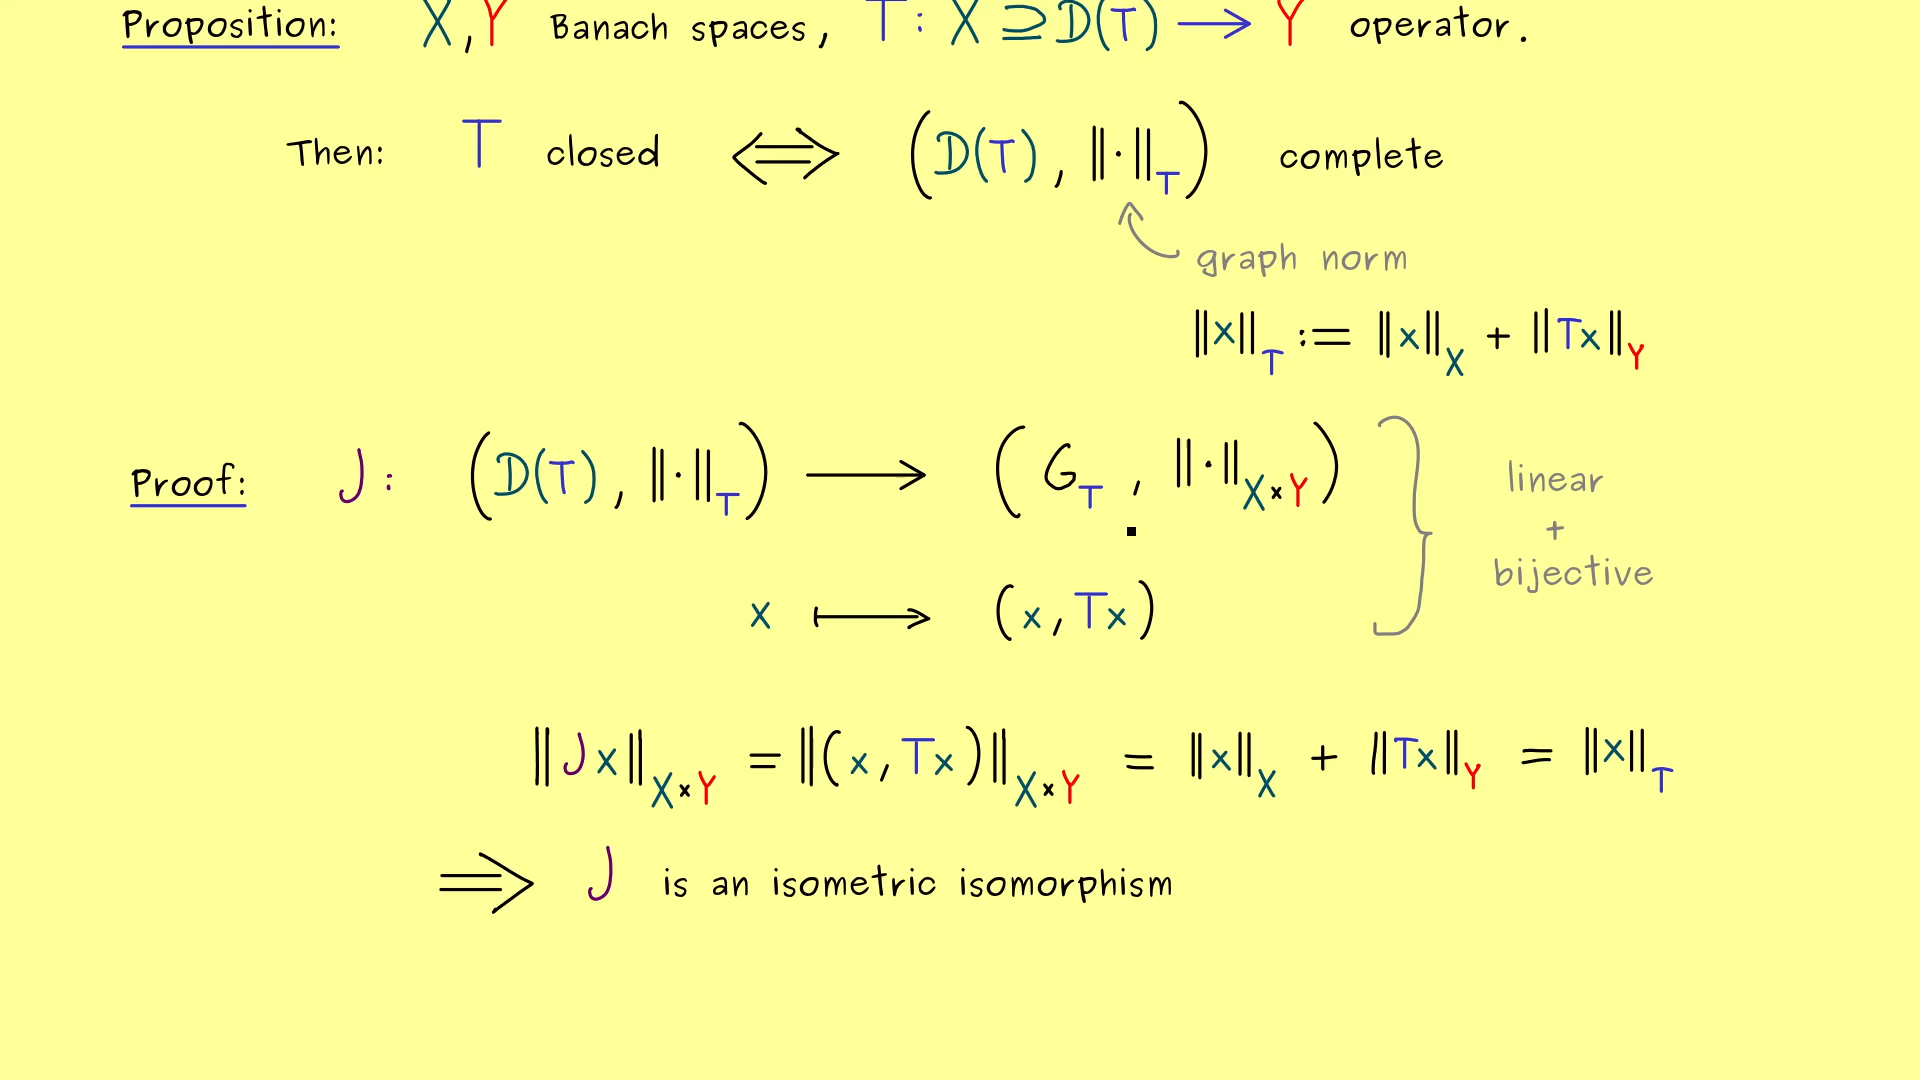 Proposition: X, Y Banach spaces, T: X ⊇ D(T) ⟶ Y operator.
Then: T closed ⟺ (D(T), ‖·‖_T) complete
graph norm
‖x‖_T := ‖x‖_X + ‖Tx‖_Y
Proof: J: (D(T), ‖·‖_T) ⟶ (G_T, ‖·‖_{X×Y})
linear
+
bijective
x ⟼ (x, Tx)
‖Jx‖_{X×Y} = ‖(x, Tx)‖_{X×Y} = ‖x‖_X + ‖Tx‖_Y = ‖x‖_T
⟹ J is an isometric isomorphism